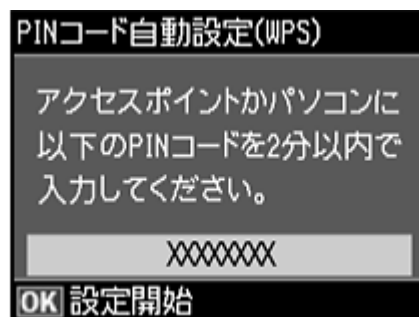 PINコード自動設定(WPS)
アクセスポイントかパソコンに
以下のPINコードを2分以内で
入力してください。
XXXXXXXX
OK 設定開始